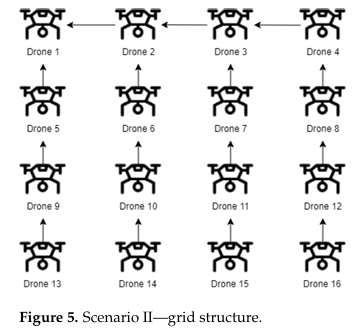 Drone 1 Drone 2 Drone 3 Drone 4
Drone 5 Drone 6 Drone 7 Drone 8
Drone 9 Drone 10 Drone 11 Drone 12
Drone 13 Drone 14 Drone 15 Drone 16
Figure 5. Scenario II—grid structure.